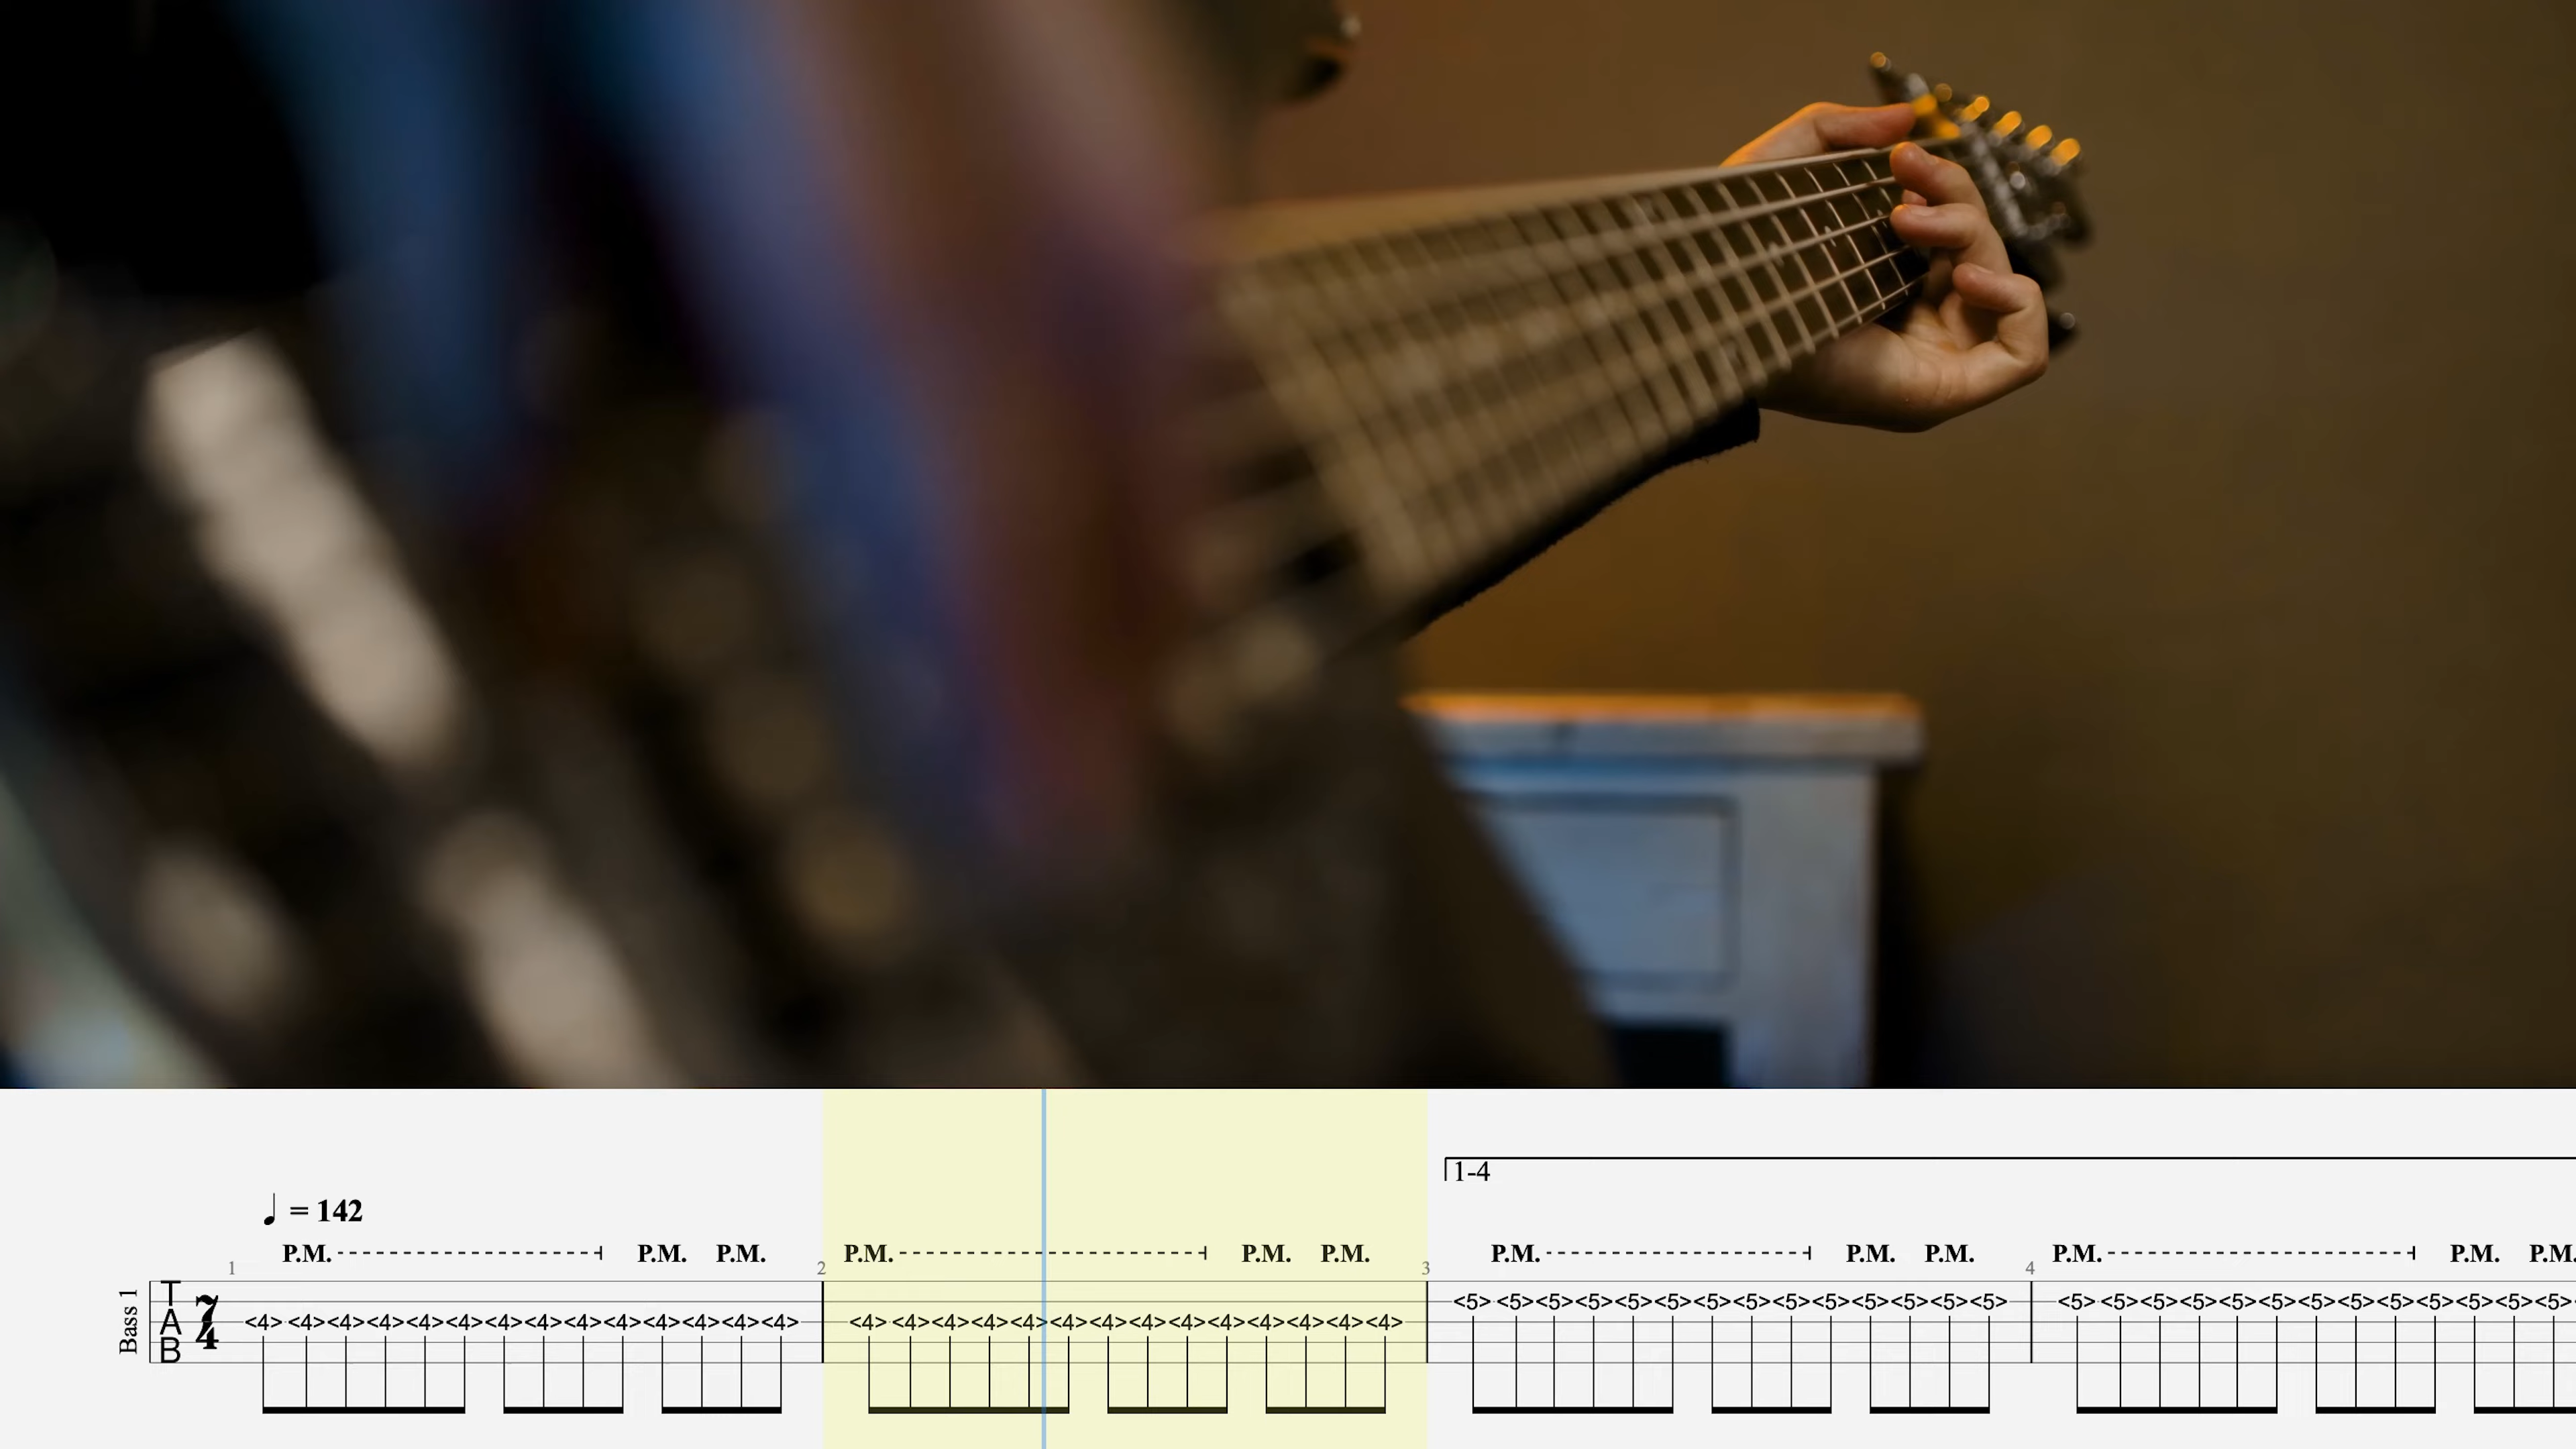 1-4
♩ = 142
P.M. P.M. P.M. P.M. P.M. P.M. P.M. P.M. P.M. P.M. P.M.
1 2 3 4
Bass 1
TAB
7/4
<5> <5> <5> <5> <5> <5> <5> <5> <5> <5> <5> <5> <5> <5> <5> <5> <5> <5> <5> <5> <5> <5> <5> <5> <5> <5> <5>
<4> <4> <4> <4> <4> <4> <4> <4> <4> <4> <4> <4> <4> <4> <4> <4> <4> <4> <4> <4> <4> <4> <4> <4> <4> <4> <4> <4>